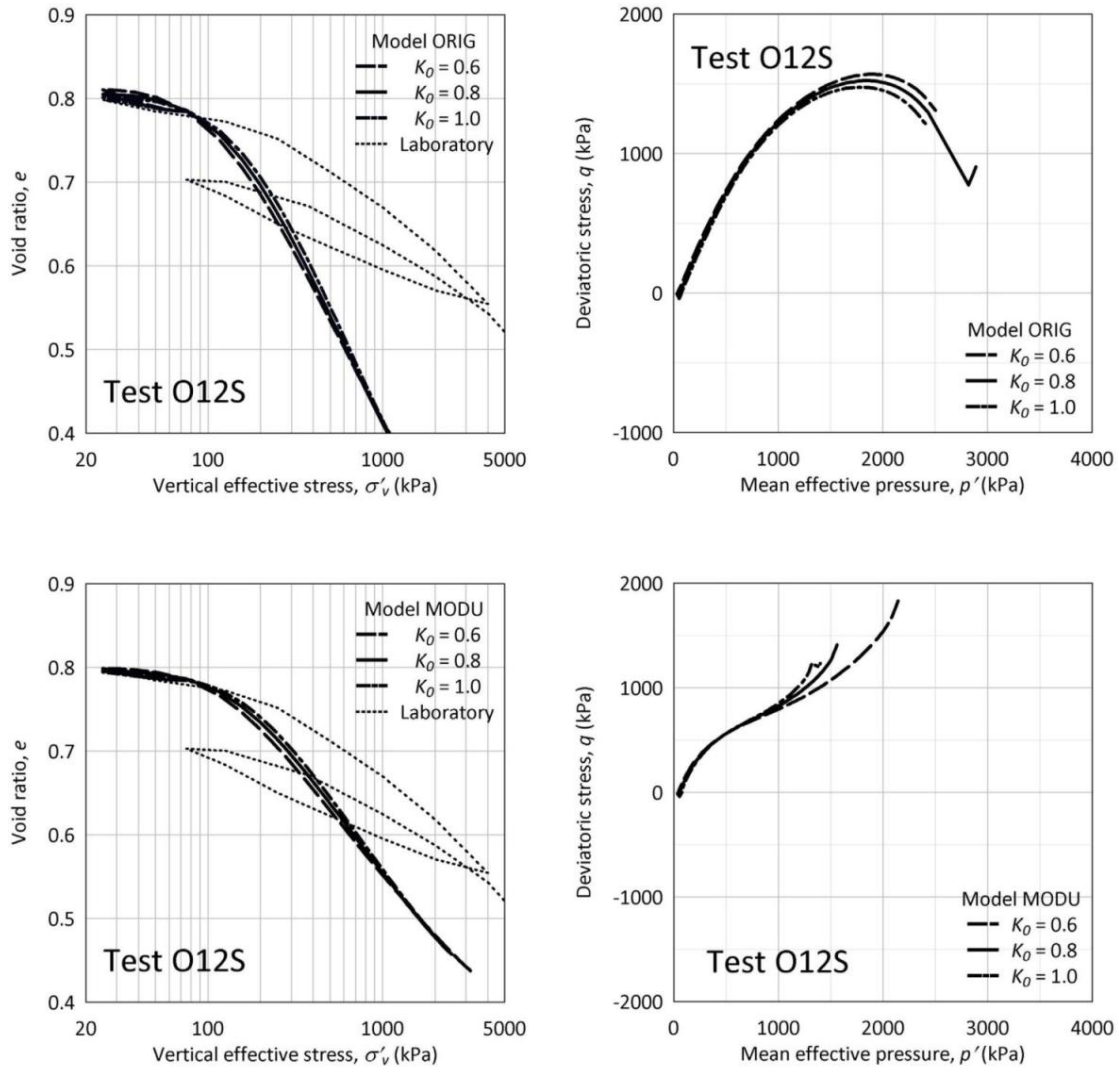 0.9
0.8
0.7
0.6
0.5
0.4
Void ratio, e
Model ORIG
K0 = 0.6
K0 = 0.8
K0 = 1.0
Laboratory
Test O12S
20
100
1000
5000
Vertical effective stress, σ′v (kPa)
2000
1000
0
-1000
Deviatoric stress, q (kPa)
Test O12S
Model ORIG
K0 = 0.6
K0 = 0.8
K0 = 1.0
0
1000
2000
3000
4000
Mean effective pressure, p′(kPa)
0.9
0.8
0.7
0.6
0.5
0.4
Void ratio, e
Model MODU
K0 = 0.6
K0 = 0.8
K0 = 1.0
Laboratory
Test O12S
20
100
1000
5000
Vertical effective stress, σ′v (kPa)
2000
1000
0
-1000
-2000
Deviatoric stress, q (kPa)
Model MODU
K0 = 0.6
K0 = 0.8
K0 = 1.0
Test O12S
0
1000
2000
3000
4000
Mean effective pressure, p′(kPa)